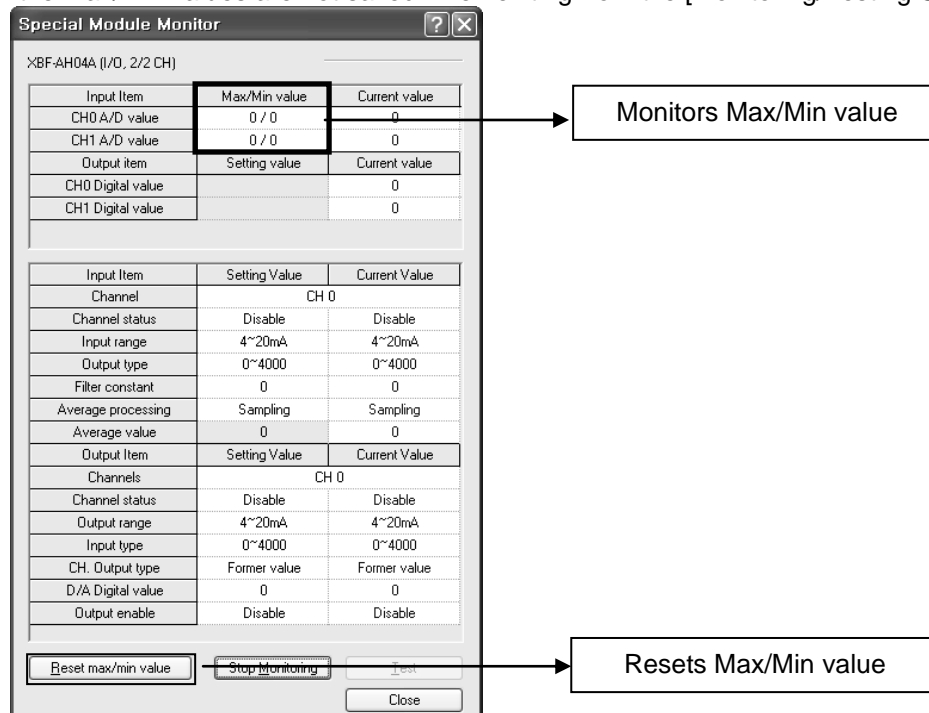 Special Module Monitor
XBF-AH04A (I/O, 2/2 CH)
Input Item Max/Min value Current value
CH0 A/D value 0 / 0 0
CH1 A/D value 0 / 0 0
Output item Setting value Current value
CH0 Digital value 0
CH1 Digital value 0
Monitors Max/Min value
Input Item Setting Value Current Value
Channel CH 0
Channel status Disable Disable
Input range 4~20mA 4~20mA
Output type 0~4000 0~4000
Filter constant 0 0
Average processing Sampling Sampling
Average value 0 0
Output Item Setting Value Current Value
Channels CH 0
Channel status Disable Disable
Output range 4~20mA 4~20mA
Input type 0~4000 0~4000
CH. Output type Former value Former value
D/A Digital value 0 0
Output enable Disable Disable
Reset max/min value Stop Monitoring Test
Resets Max/Min value
Close